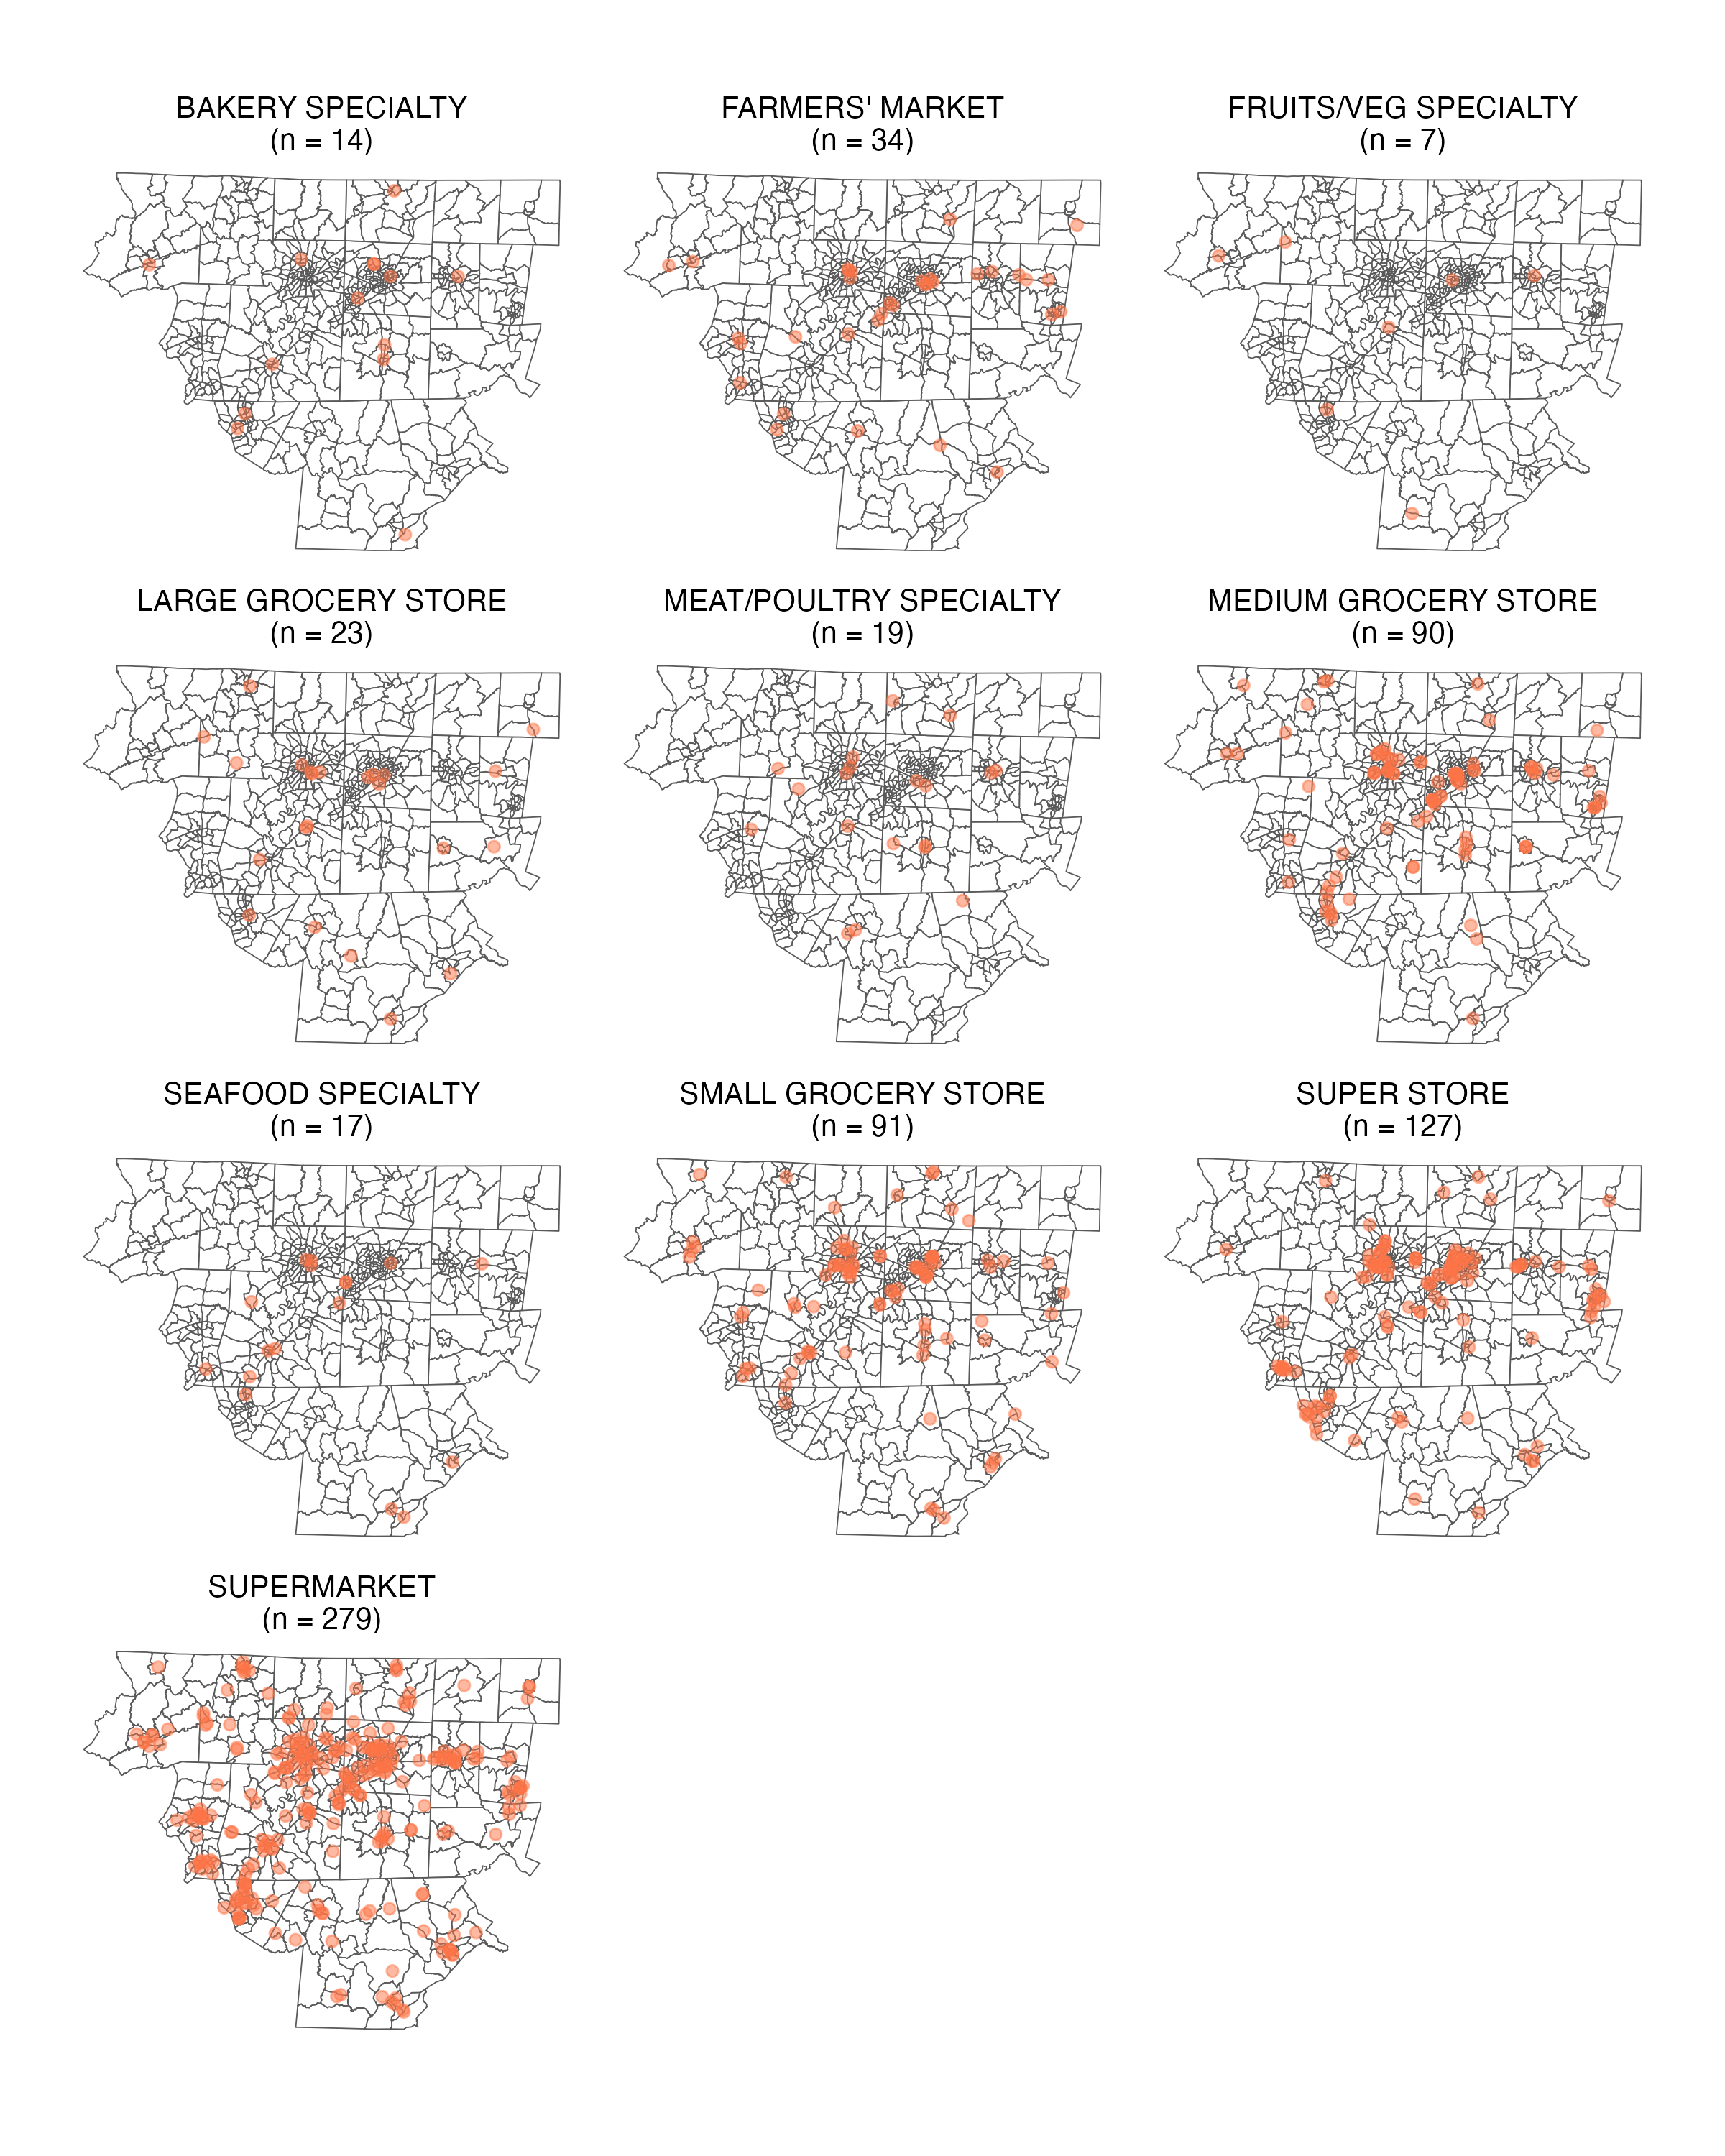 BAKERY SPECIALTY
(n = 14)
FARMERS' MARKET
(n = 34)
FRUITS/VEG SPECIALTY
(n = 7)
LARGE GROCERY STORE
(n = 23)
MEAT/POULTRY SPECIALTY
(n = 19)
MEDIUM GROCERY STORE
(n = 90)
SEAFOOD SPECIALTY
(n = 17)
SMALL GROCERY STORE
(n = 91)
SUPER STORE
(n = 127)
SUPERMARKET
(n = 279)